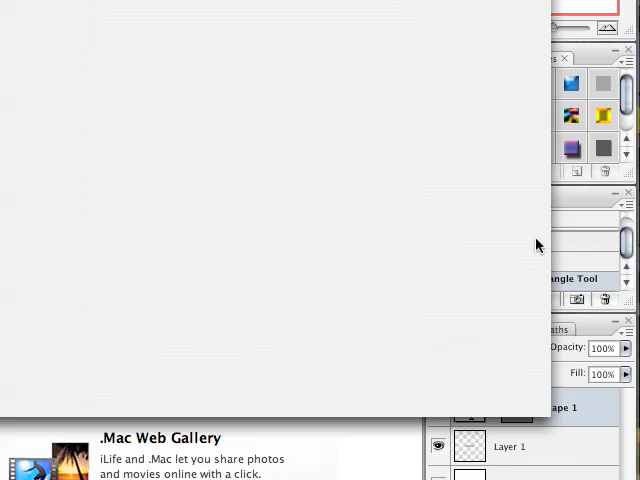 es
angle Tool
aths
Opacity: 100%
Fill: 100%
ape 1
Layer 1
.Mac Web Gallery
iLife and .Mac let you share photos
and movies online with a click.